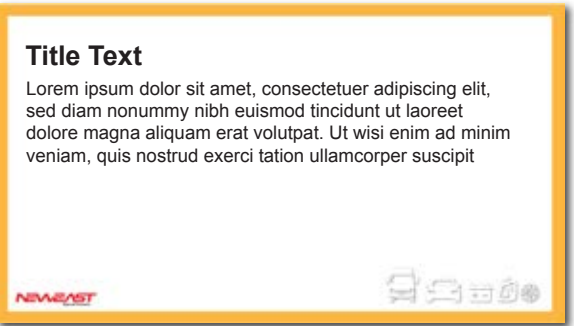 Title Text
Lorem ipsum dolor sit amet, consectetuer adipiscing elit,
sed diam nonummy nibh euismod tincidunt ut laoreet
dolore magna aliquam erat volutpat. Ut wisi enim ad minim
veniam, quis nostrud exerci tation ullamcorper suscipit
NEWEAST